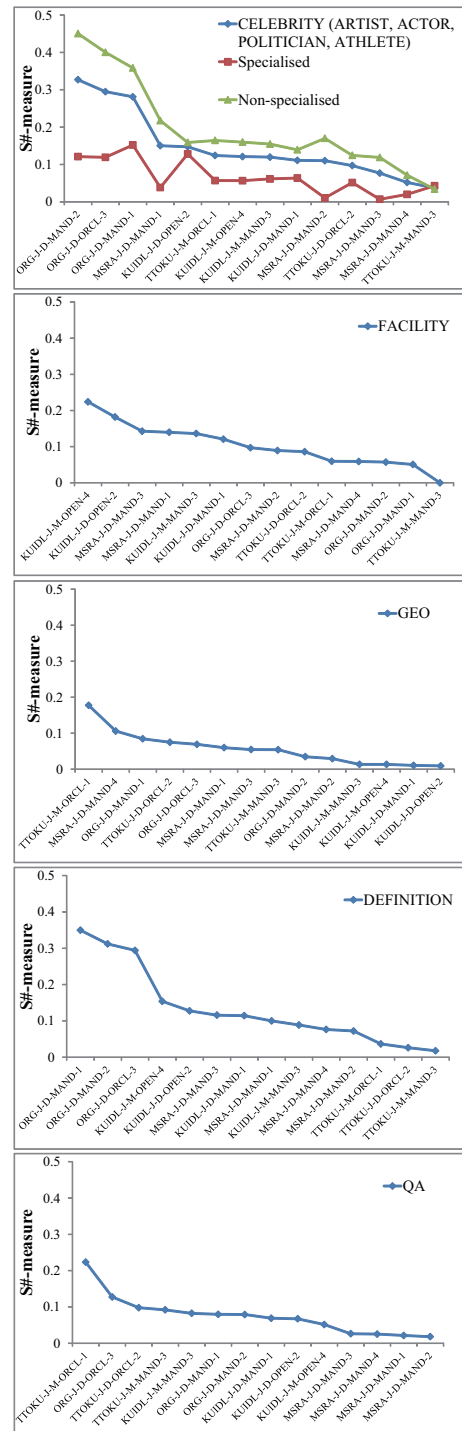 0.5
CELEBRITY (ARTIST, ACTOR,
POLITICIAN, ATHLETE)
Specialised
Non-specialised
0.4
0.3
0.2
0.1
0
S#-measure
ORG-J-D-MAND-2
ORG-J-D-ORCL-3
ORG-J-D-MAND-1
MSRA-J-D-MAND-1
KUIDL-J-D-OPEN-2
TTOKU-J-M-ORCL-1
KUIDL-J-M-OPEN-4
KUIDL-J-M-MAND-3
KUIDL-J-D-MAND-1
MSRA-J-D-MAND-2
TTOKU-J-D-ORCL-2
MSRA-J-D-MAND-3
MSRA-J-D-MAND-4
TTOKU-J-M-MAND-3
0.5
FACILITY
0.4
0.3
0.2
0.1
0
S#-measure
KUIDL-J-M-OPEN-4
KUIDL-J-D-OPEN-2
MSRA-J-D-MAND-3
MSRA-J-D-MAND-1
KUIDL-J-M-MAND-3
KUIDL-J-D-MAND-1
ORG-J-D-ORCL-3
MSRA-J-D-MAND-2
TTOKU-J-D-ORCL-2
TTOKU-J-M-ORCL-1
MSRA-J-D-MAND-4
ORG-J-D-MAND-2
ORG-J-D-MAND-1
TTOKU-J-M-MAND-3
0.5
GEO
0.4
0.3
0.2
0.1
0
S#-measure
TTOKU-J-M-ORCL-1
MSRA-J-D-MAND-4
ORG-J-D-MAND-1
TTOKU-J-D-ORCL-2
ORG-J-D-ORCL-3
MSRA-J-D-MAND-1
MSRA-J-D-MAND-3
TTOKU-J-M-MAND-3
ORG-J-D-MAND-2
MSRA-J-D-MAND-2
KUIDL-J-M-MAND-3
KUIDL-J-M-OPEN-4
KUIDL-J-D-MAND-1
KUIDL-J-D-OPEN-2
0.5
DEFINITION
0.4
0.3
0.2
0.1
0
S#-measure
ORG-J-D-MAND-1
ORG-J-D-MAND-2
ORG-J-D-ORCL-3
KUIDL-J-M-OPEN-4
KUIDL-J-D-OPEN-2
MSRA-J-D-MAND-3
KUIDL-J-D-MAND-1
MSRA-J-D-MAND-1
KUIDL-J-M-MAND-3
MSRA-J-D-MAND-4
MSRA-J-D-MAND-2
TTOKU-J-M-ORCL-1
TTOKU-J-D-ORCL-2
TTOKU-J-M-MAND-3
0.5
QA
0.4
0.3
0.2
0.1
0
S#-measure
TTOKU-J-M-ORCL-1
ORG-J-D-ORCL-3
TTOKU-J-D-ORCL-2
TTOKU-J-M-MAND-3
KUIDL-J-M-MAND-3
ORG-J-D-MAND-1
ORG-J-D-MAND-2
KUIDL-J-D-MAND-1
KUIDL-J-D-OPEN-2
KUIDL-J-M-OPEN-4
MSRA-J-D-MAND-3
MSRA-J-D-MAND-4
MSRA-J-D-MAND-1
MSRA-J-D-MAND-2